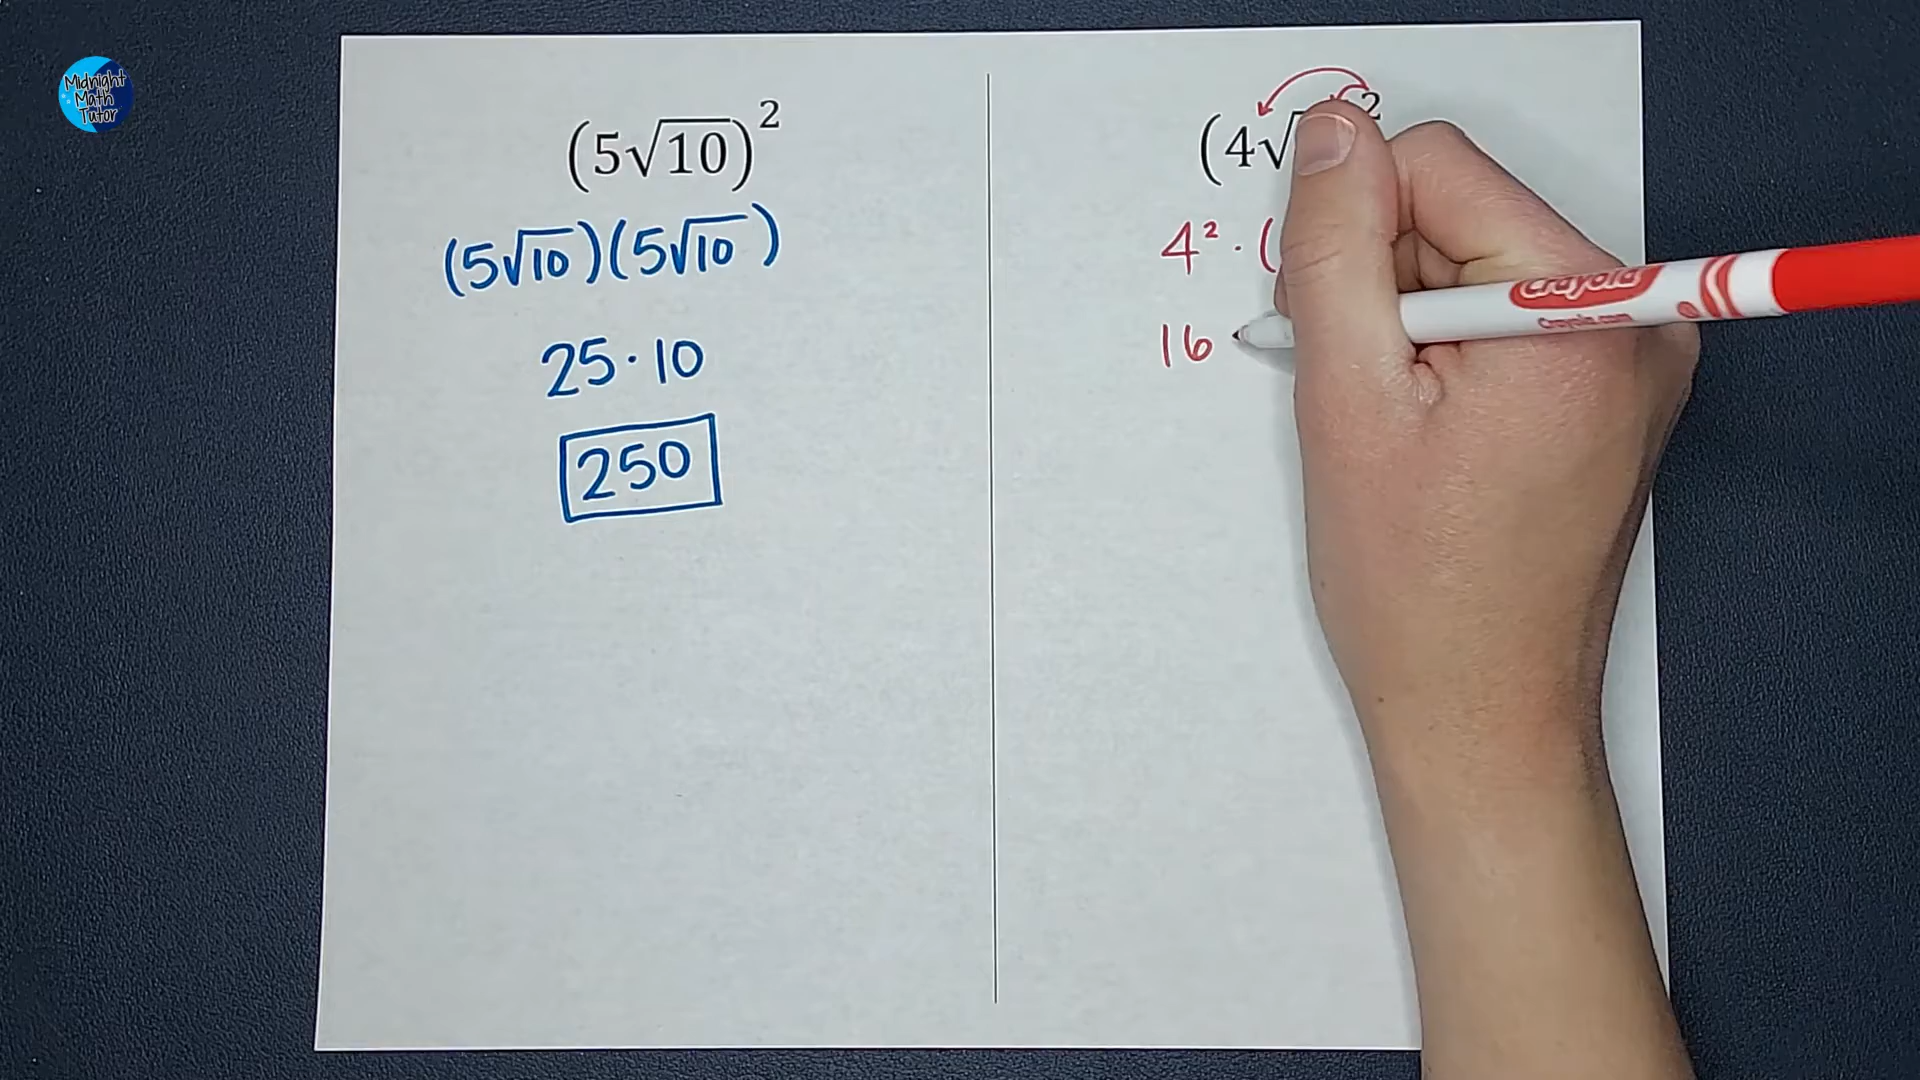 Midnight
Math
Tutor
(5√10)²
(5√10)(5√10)
25·10
250
(4√ ²
4²·(
16
Crayola
Crayola.com